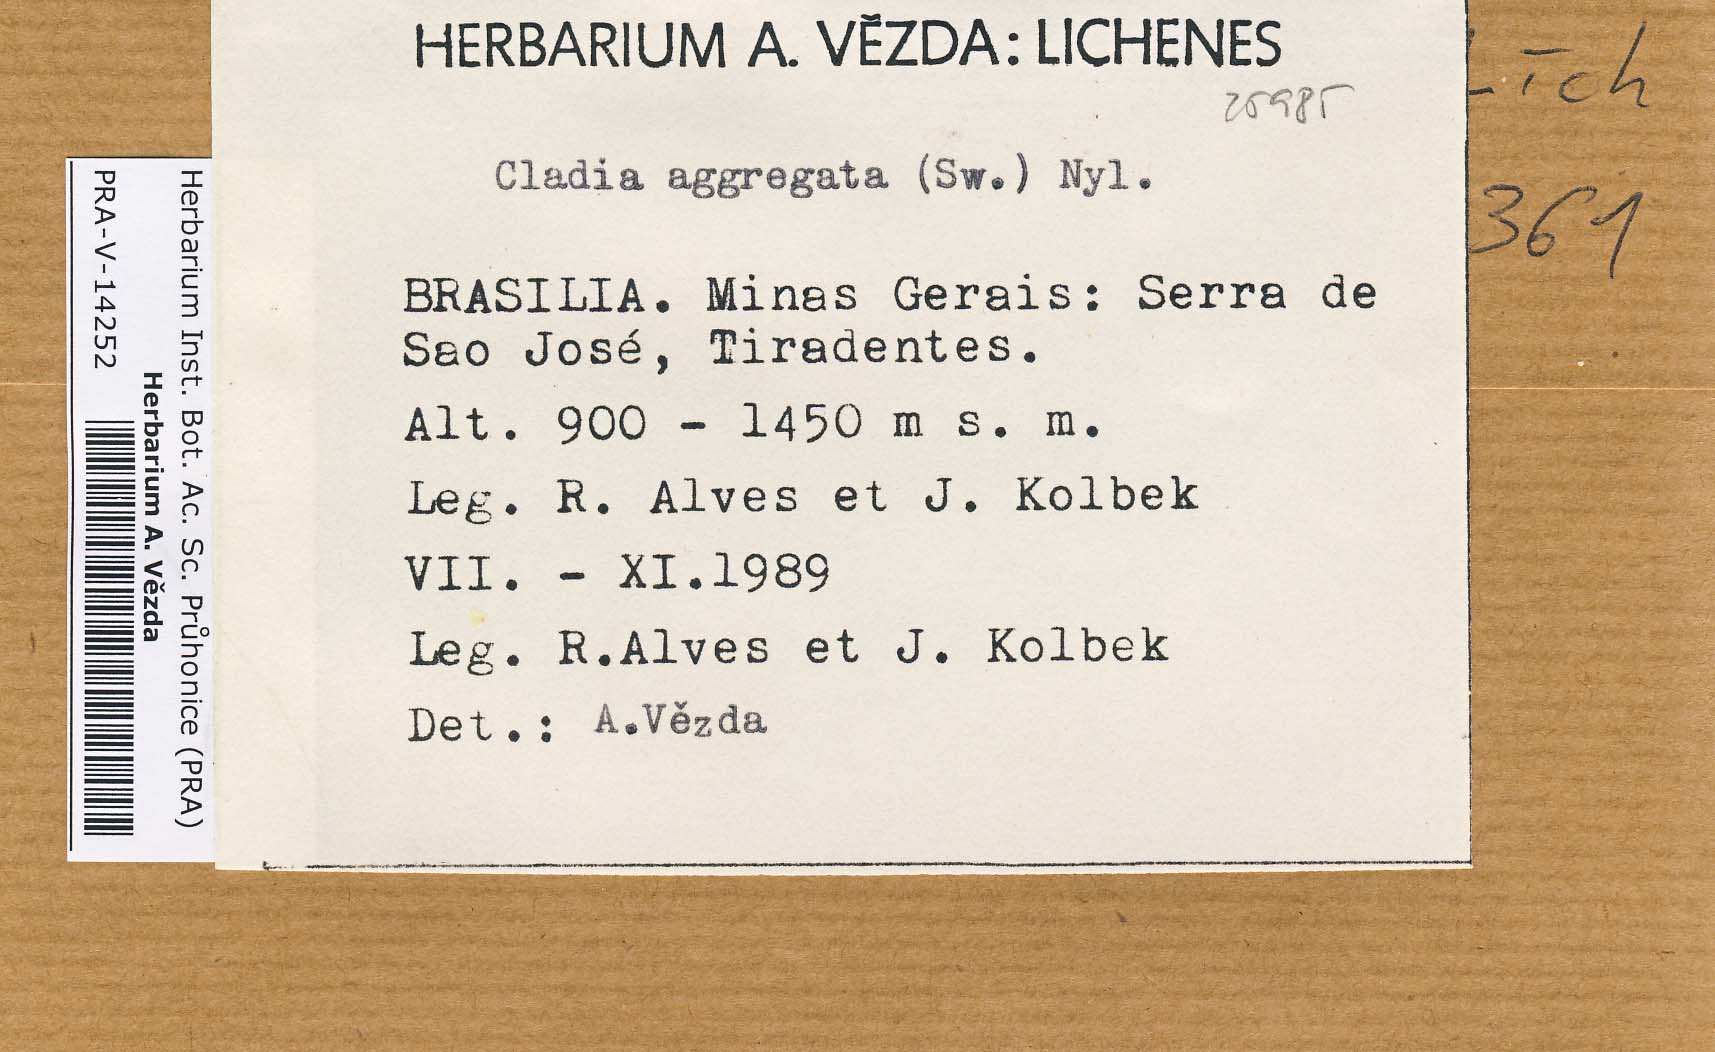 HERBARIUM A. VĚZDA: LICHENES
25985
Cladia aggregata (Sw.) Nyl.
BRASILIA. Minas Gerais: Serra de
Sao José, Tiradentes.
Alt. 900 - 1450 m s. m.
Leg. R. Alves et J. Kolbek
VII. - XI.1989
Leg. R.Alves et J. Kolbek
Det.: A.Vězda
Lich
361
Herbarium Inst. Bot. Ac. Sc. Průhonice (PRA)
Herbarium A. Vězda
PRA-V-14252